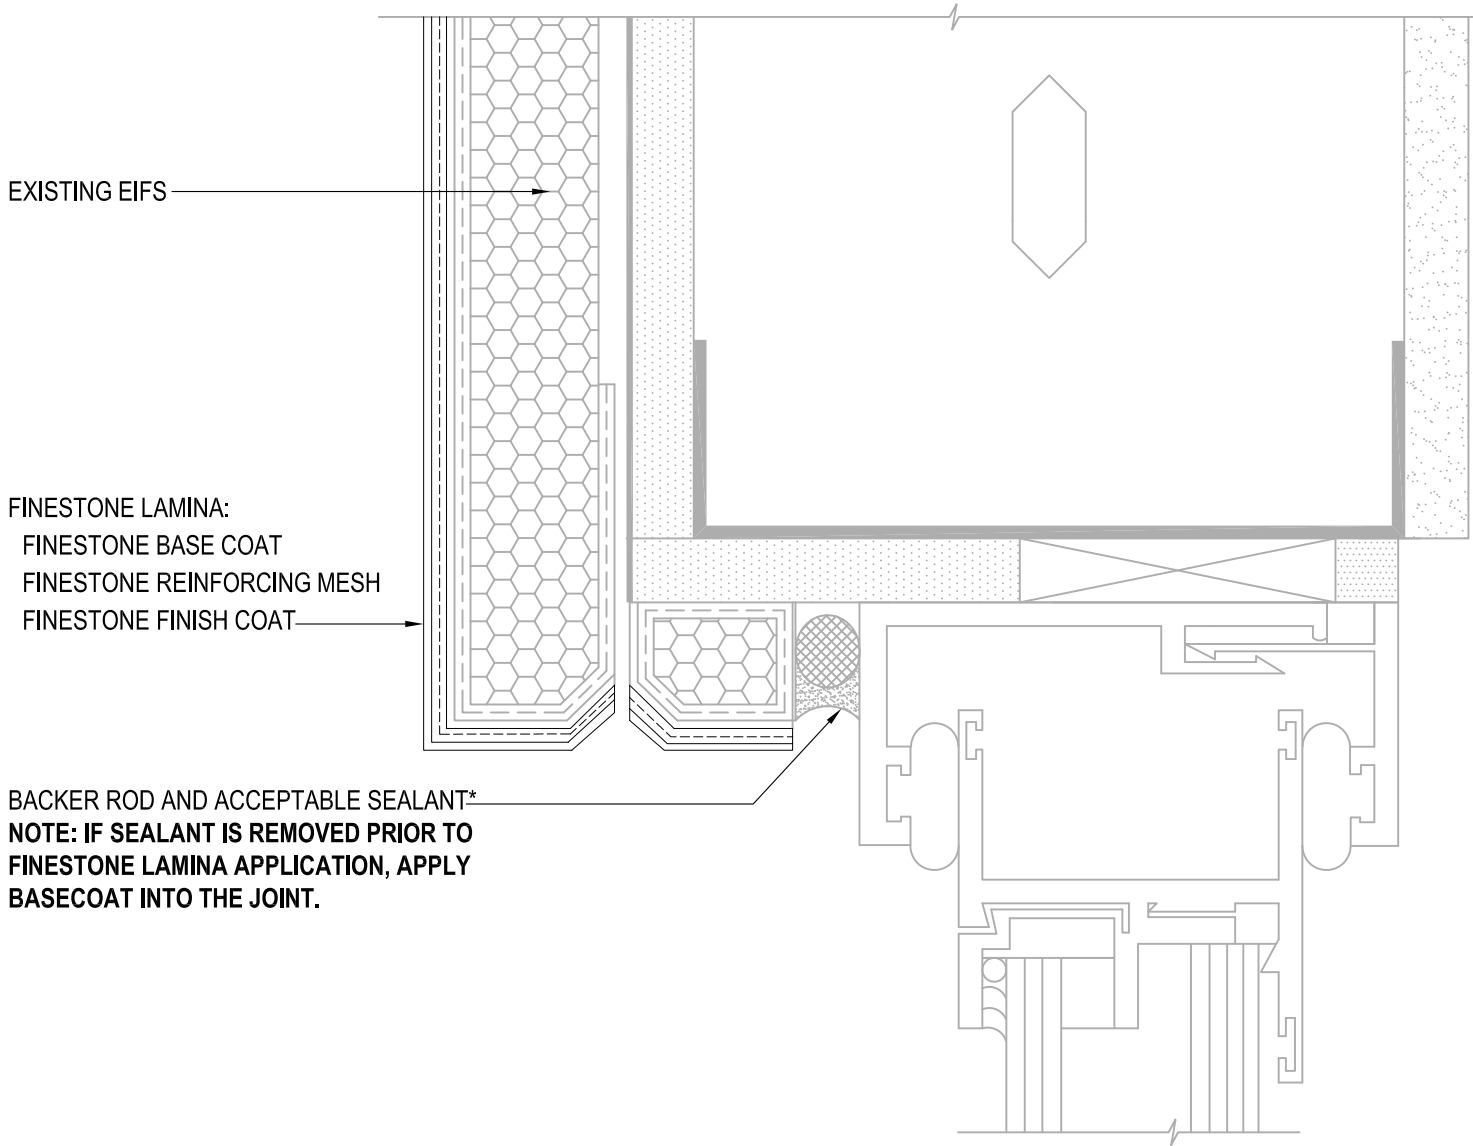 EXISTING EIFS
FINESTONE LAMINA:
FINESTONE BASE COAT
FINESTONE REINFORCING MESH
FINESTONE FINISH COAT
BACKER ROD AND ACCEPTABLE SEALANT*
NOTE: IF SEALANT IS REMOVED PRIOR TO
FINESTONE LAMINA APPLICATION, APPLY
BASECOAT INTO THE JOINT.